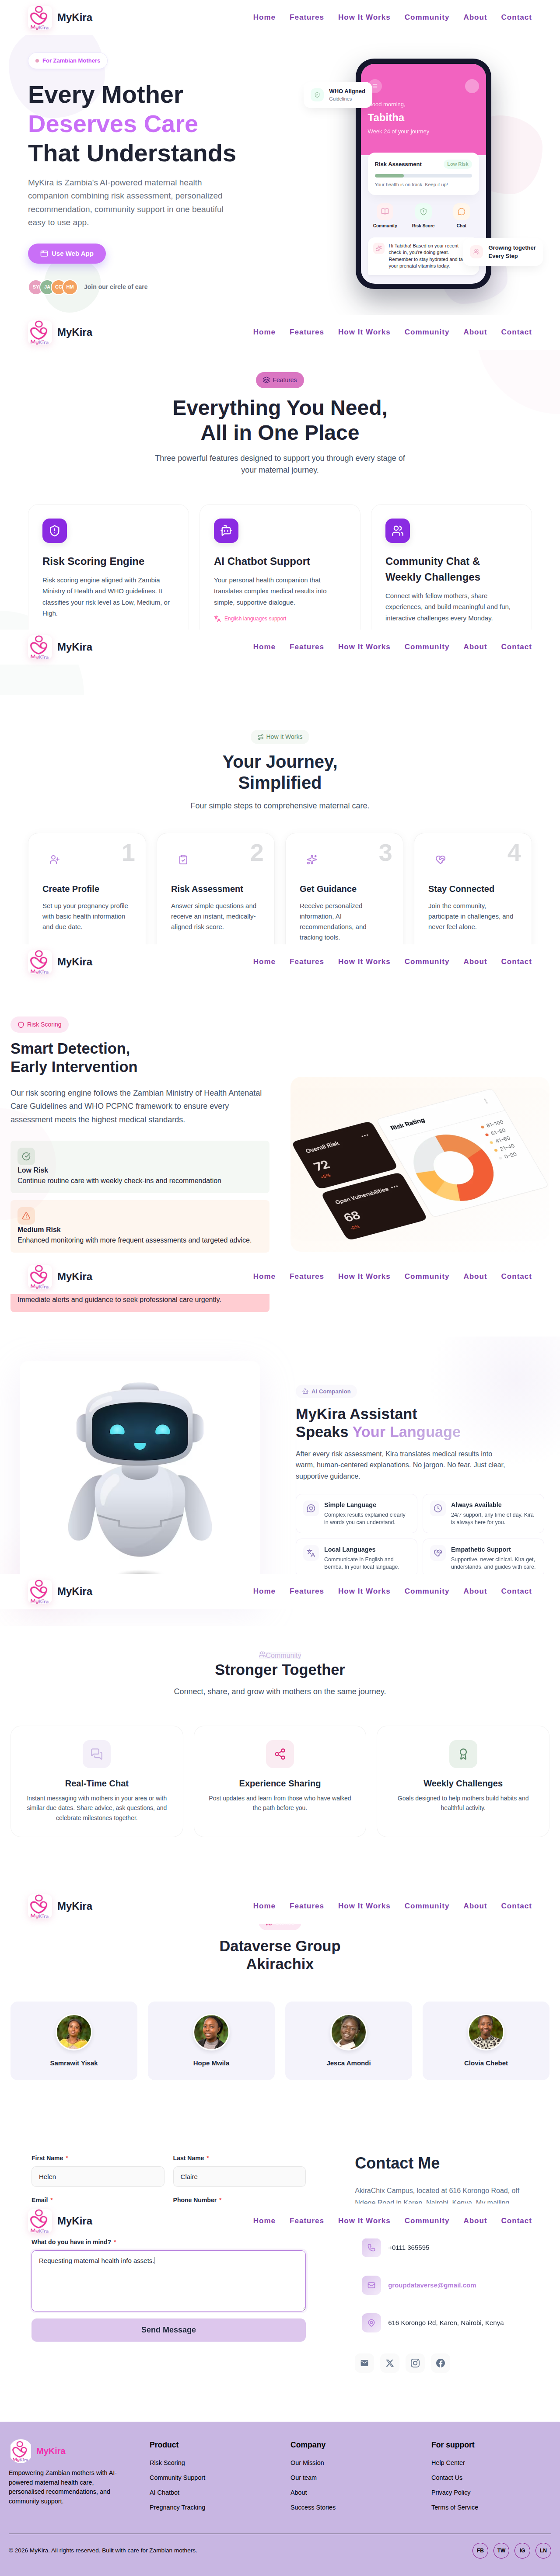 MyKira
Home Features How It Works Community About Contact
For Zambian Mothers
Every Mother
Deserves Care
That Understands
MyKira is Zambia's AI-powered maternal health
companion combining risk assessment, personalized
recommendation, community support in one beautiful
easy to use app.
Use Web App
Join our circle of care
WHO Aligned
Guidelines
Good morning,
Tabitha
Week 24 of your journey
Risk Assessment
Low Risk
Your health is on track. Keep it up!
Community Risk Score Chat
Hi Tabitha! Based on your recent
check-in, you're doing great.
Remember to stay hydrated and ta
your prenatal vitamins today.
Growing together
Every Step
MyKira
Home Features How It Works Community About Contact
Features
Everything You Need,
All in One Place
Three powerful features designed to support you through every stage of
your maternal journey.
Risk Scoring Engine
Risk scoring engine aligned with Zambia
Ministry of Health and WHO guidelines. It
classifies your risk level as Low, Medium, or
High.
AI Chatbot Support
Your personal health companion that
translates complex medical results into
simple, supportive dialogue.
English languages support
Community Chat &
Weekly Challenges
Connect with fellow mothers, share
experiences, and build meaningful and fun,
interactive challenges every Monday.
MyKira
Home Features How It Works Community About Contact
How It Works
Your Journey,
Simplified
Four simple steps to comprehensive maternal care.
1
Create Profile
Set up your pregnancy profile
with basic health information
and due date.
2
Risk Assessment
Answer simple questions and
receive an instant, medically-
aligned risk score.
3
Get Guidance
Receive personalized
information, AI
recommendations, and
tracking tools.
4
Stay Connected
Join the community,
participate in challenges, and
never feel alone.
MyKira
Home Features How It Works Community About Contact
Risk Scoring
Smart Detection,
Early Intervention
Our risk scoring engine follows the Zambian Ministry of Health Antenatal
Care Guidelines and WHO PCPNC framework to ensure every
assessment meets the highest medical standards.
Low Risk
Continue routine care with weekly check-ins and recommendation
Medium Risk
Enhanced monitoring with more frequent assessments and targeted advice.
Overall Risk
72
Open Vulnerabilities
68
Risk Rating
81–100
61–80
41–60
21–40
0–20
MyKira
Home Features How It Works Community About Contact
Immediate alerts and guidance to seek professional care urgently.
AI Companion
MyKira Assistant
Speaks Your Language
After every risk assessment, Kira translates medical results into
warm, human-centered explanations. No jargon. No fear. Just clear,
supportive guidance.
Simple Language
Complex results explained clearly
in words you can understand.
Always Available
24/7 support, any time of day. Kira
is always here for you.
Local Languages
Communicate in English and
Bemba. In your local language.
Empathetic Support
Supportive, never clinical. Kira get,
understands, and guides with care.
MyKira
Home Features How It Works Community About Contact
Community
Stronger Together
Connect, share, and grow with mothers on the same journey.
Real-Time Chat
Instant messaging with mothers in your area or with
similar due dates. Share advice, ask questions, and
celebrate milestones together.
Experience Sharing
Post updates and learn from those who have walked
the path before you.
Weekly Challenges
Goals designed to help mothers build habits and
healthful activity.
MyKira
Home Features How It Works Community About Contact
Dataverse Group
Akirachix
Samrawit Yisak
Hope Mwila
Jesca Amondi
Clovia Chebet
First Name *
Helen
Last Name *
Claire
Email *
Phone Number *
Contact Me
AkiraChix Campus, located at 616 Korongo Road, off
Ndege Road in Karen, Nairobi, Kenya. My mailing
MyKira
Home Features How It Works Community About Contact
What do you have in mind? *
Requesting maternal health info assets.
Send Message
+0111 365595
groupdataverse@gmail.com
616 Korongo Rd, Karen, Nairobi, Kenya
MyKira
Empowering Zambian mothers with AI-
powered maternal health care,
personalised recommendations, and
community support.
Product
Risk Scoring
Community Support
AI Chatbot
Pregnancy Tracking
Company
Our Mission
Our team
About
Success Stories
For support
Help Center
Contact Us
Privacy Policy
Terms of Service
© 2026 MyKira. All rights reserved. Built with care for Zambian mothers.
FB TW IG LN